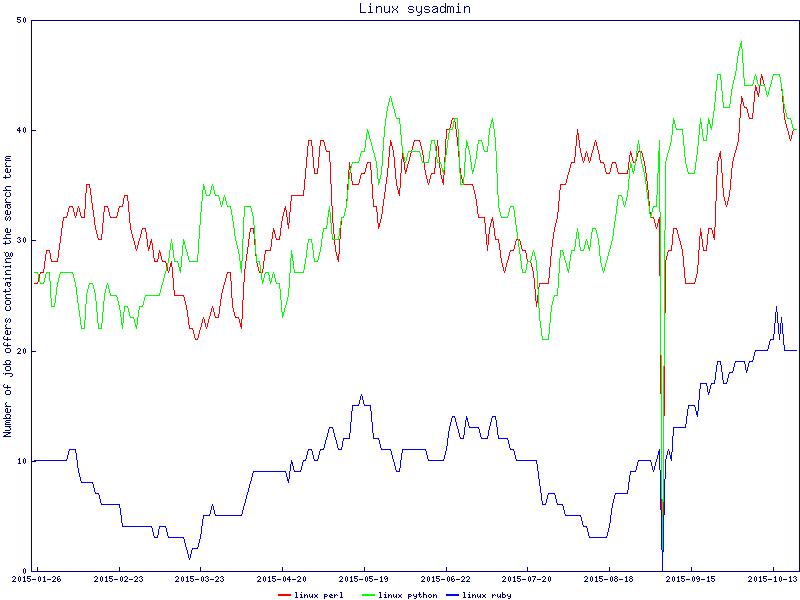 Linux sysadmin
Number of job offers containing the search term
50
40
30
20
10
0
2015-01-26 2015-02-23 2015-03-23 2015-04-20 2015-05-19 2015-06-22 2015-07-20 2015-08-18 2015-09-15 2015-10-13
linux perl linux python linux ruby